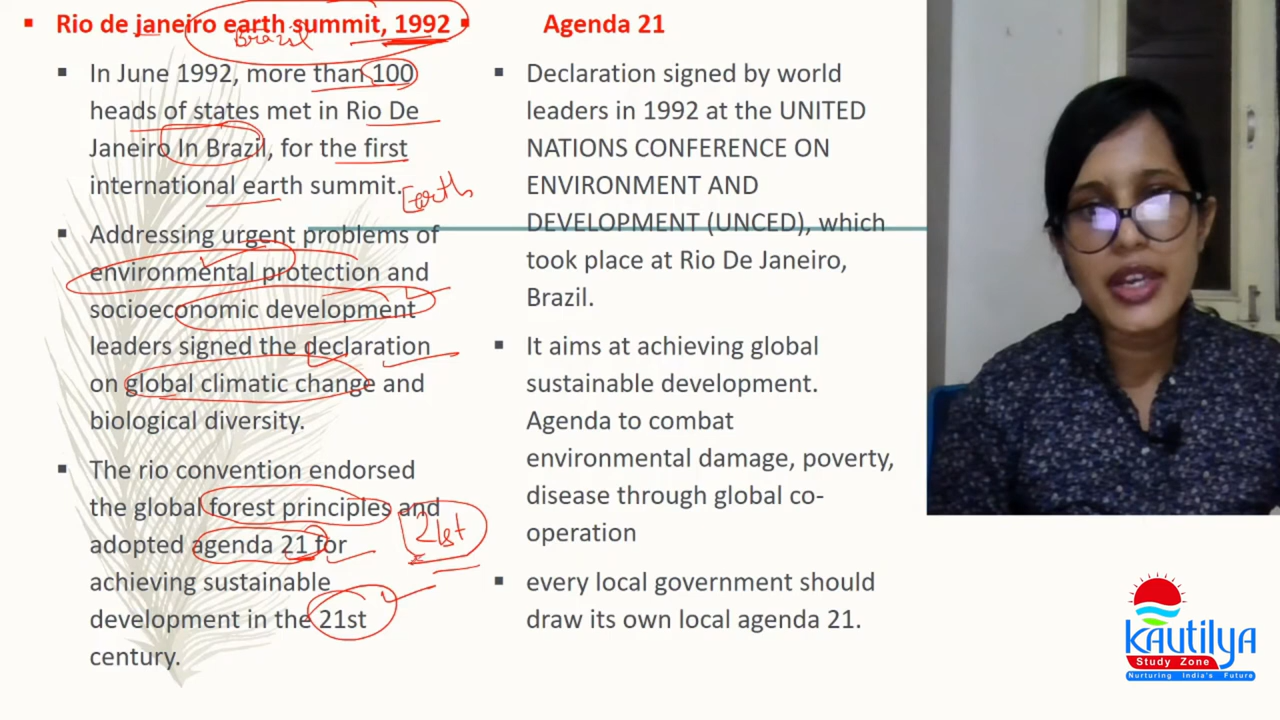 Rio de janeiro earth summit, 1992
Brazil
In June 1992, more than 100
heads of states met in Rio De
Janeiro In Brazil, for the first
international earth summit.
Earth
Addressing urgent problems of
environmental protection and
socioeconomic development
leaders signed the declaration
on global climatic change and
biological diversity.
The rio convention endorsed
the global forest principles and
adopted agenda 21 for
21st
achieving sustainable
development in the 21st
century.
Agenda 21
Declaration signed by world
leaders in 1992 at the UNITED
NATIONS CONFERENCE ON
ENVIRONMENT AND
DEVELOPMENT (UNCED), which
took place at Rio De Janeiro,
Brazil.
It aims at achieving global
sustainable development.
Agenda to combat
environmental damage, poverty,
disease through global co-
operation
every local government should
draw its own local agenda 21.
Kautilya
Study Zone
Nurturing India's Future